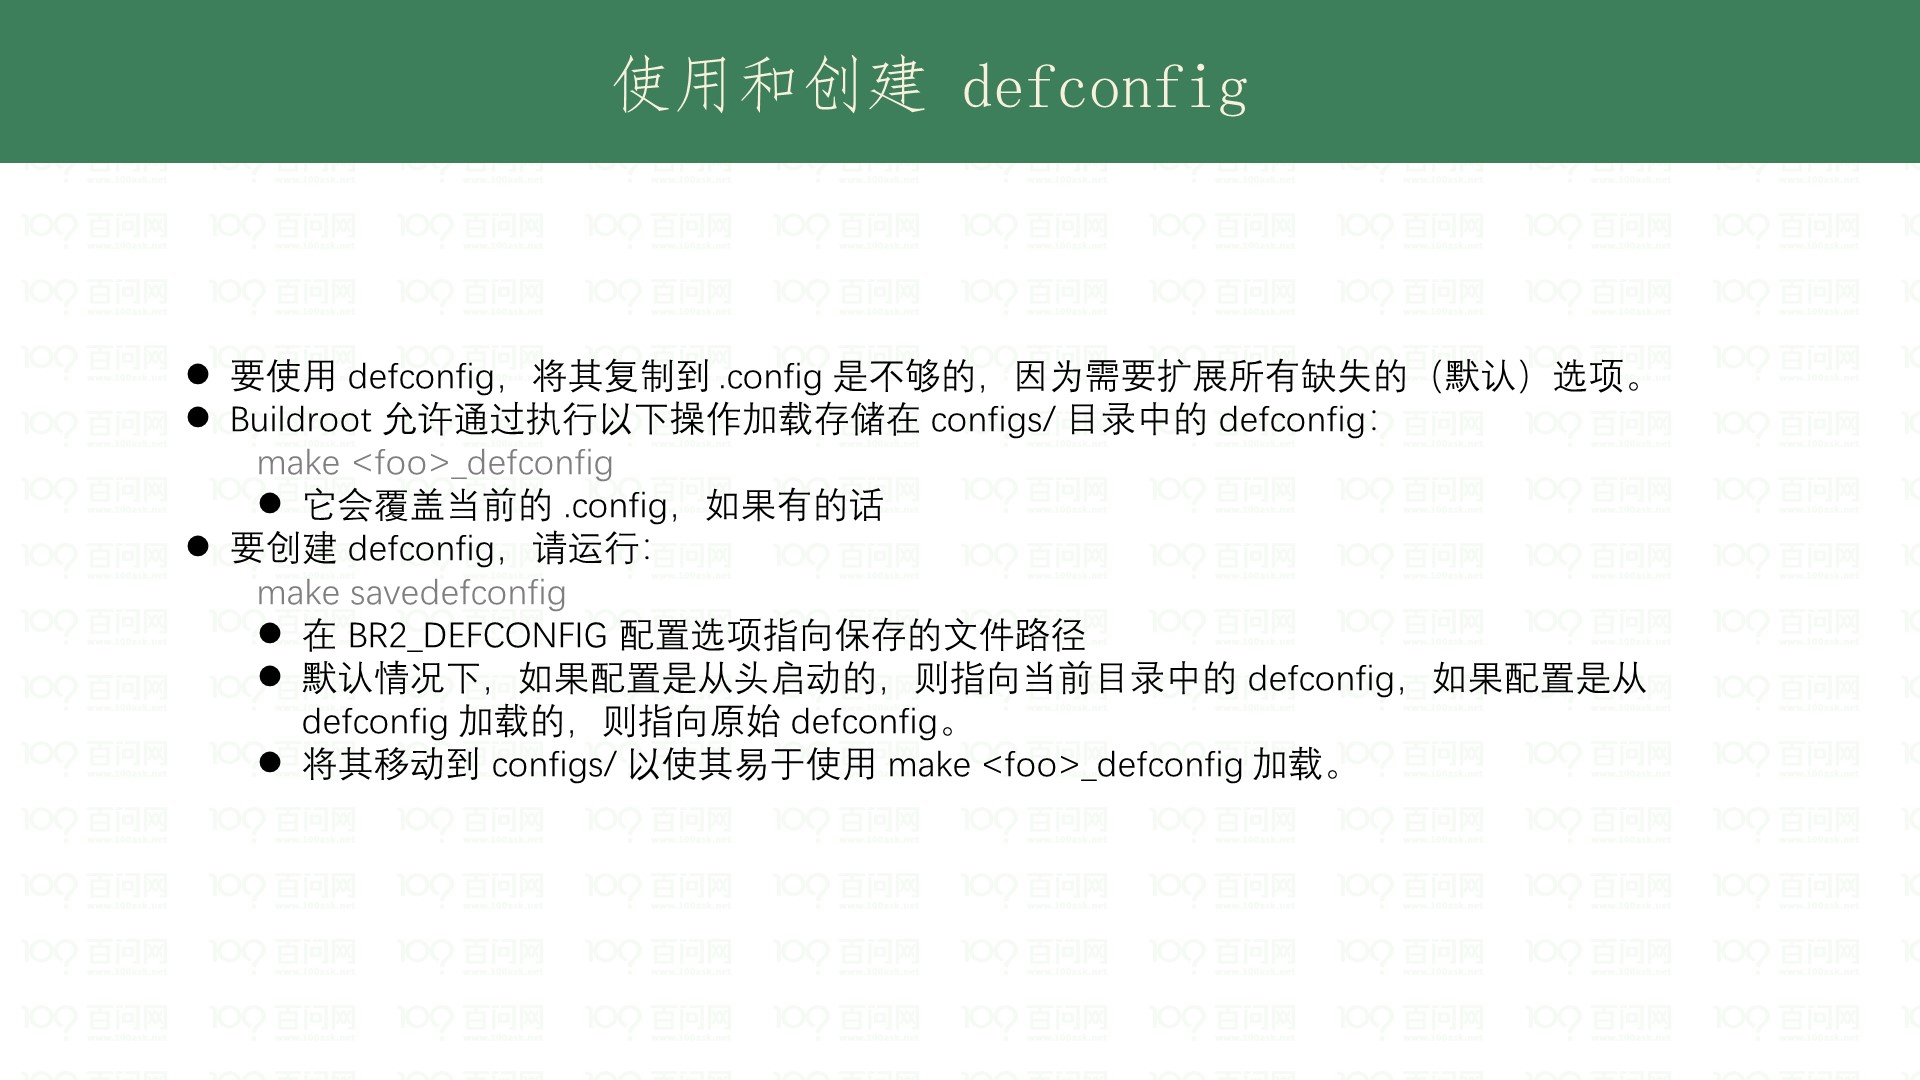 使用和创建 defconfig
● 要使用 defconfig，将其复制到 .config 是不够的，因为需要扩展所有缺失的（默认）选项。
● Buildroot 允许通过执行以下操作加载存储在 configs/ 目录中的 defconfig：
make <foo>_defconfig
● 它会覆盖当前的 .config，如果有的话
● 要创建 defconfig，请运行：
make savedefconfig
● 在 BR2_DEFCONFIG 配置选项指向保存的文件路径
● 默认情况下，如果配置是从头启动的，则指向当前目录中的 defconfig，如果配置是从
defconfig 加载的，则指向原始 defconfig。
● 将其移动到 configs/ 以使其易于使用 make <foo>_defconfig 加载。